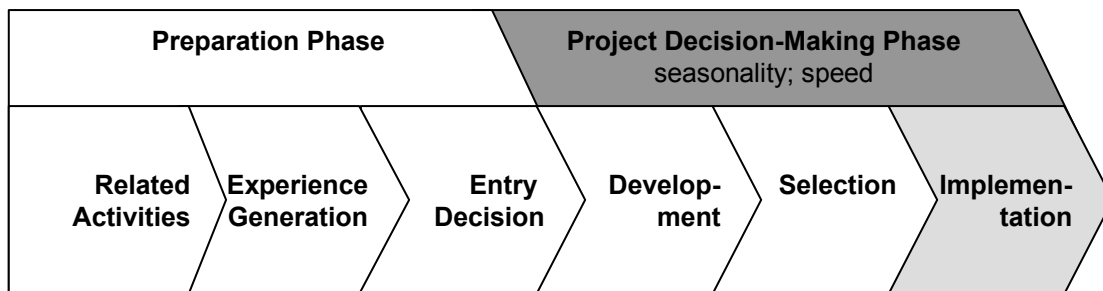 Preparation Phase
Project Decision-Making Phase
seasonality; speed
Related
Activities
Experience
Generation
Entry
Decision
Develop-
ment
Selection
Implemen-
tation